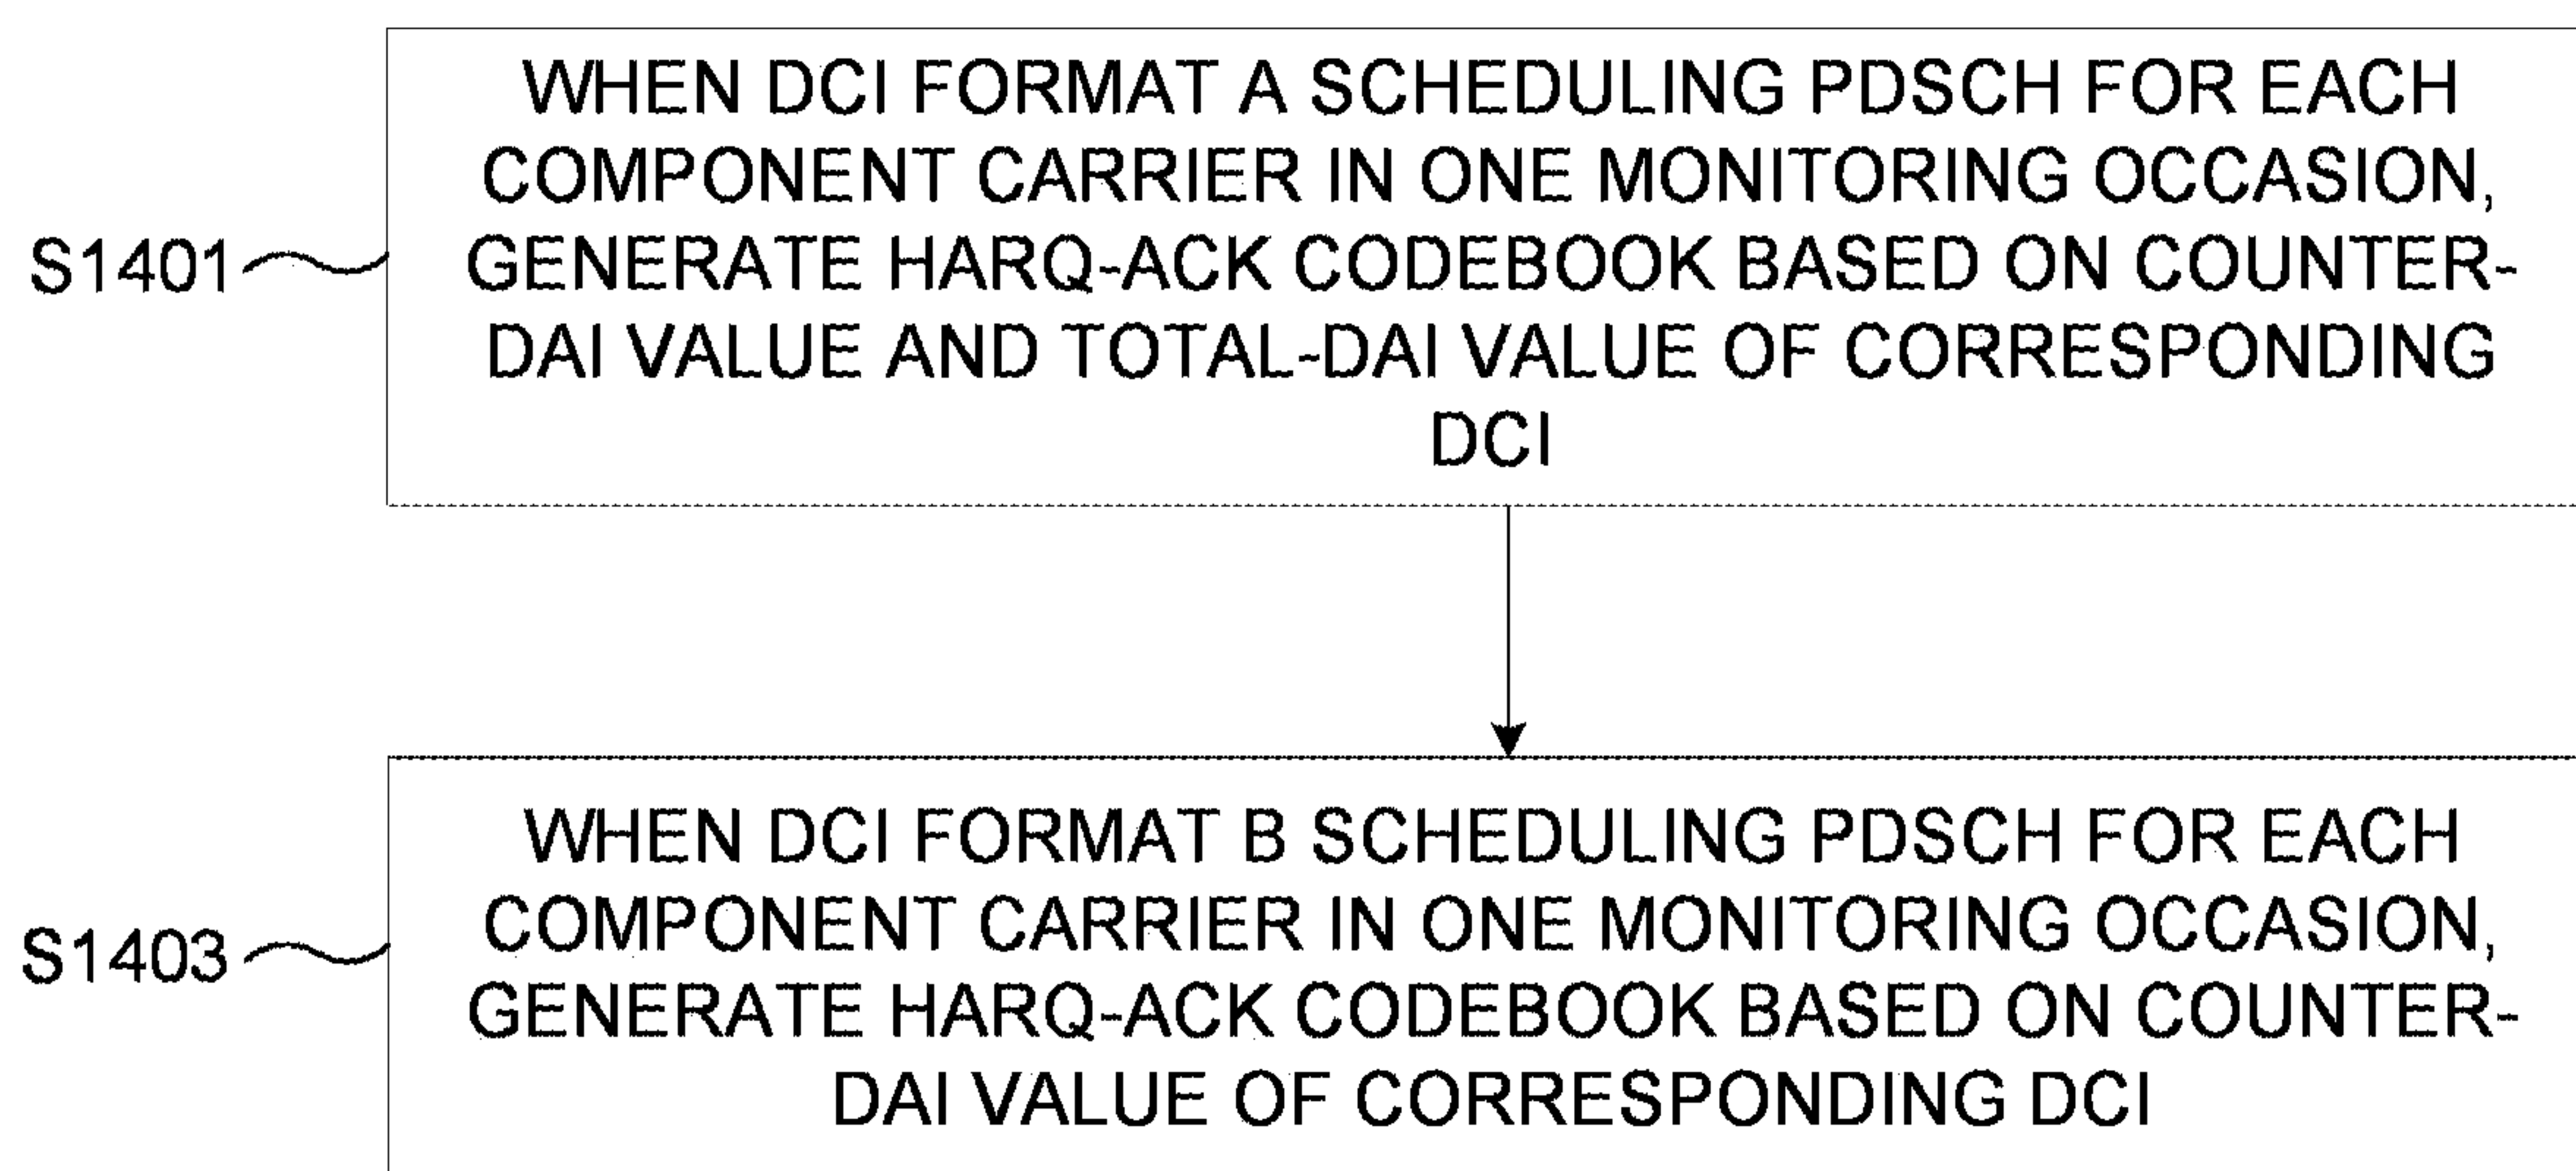 WHEN DCI FORMAT A SCHEDULING PDSCH FOR EACH
COMPONENT CARRIER IN ONE MONITORING OCCASION,
S1401
GENERATE HARQ-ACK CODEBOOK BASED ON COUNTER-
DAI VALUE AND TOTAL-DAI VALUE OF CORRESPONDING
DCI
WHEN DCI FORMAT B SCHEDULING PDSCH FOR EACH
COMPONENT CARRIER IN ONE MONITORING OCCASION,
S1403
GENERATE HARQ-ACK CODEBOOK BASED ON COUNTER-
DAI VALUE OF CORRESPONDING DCI